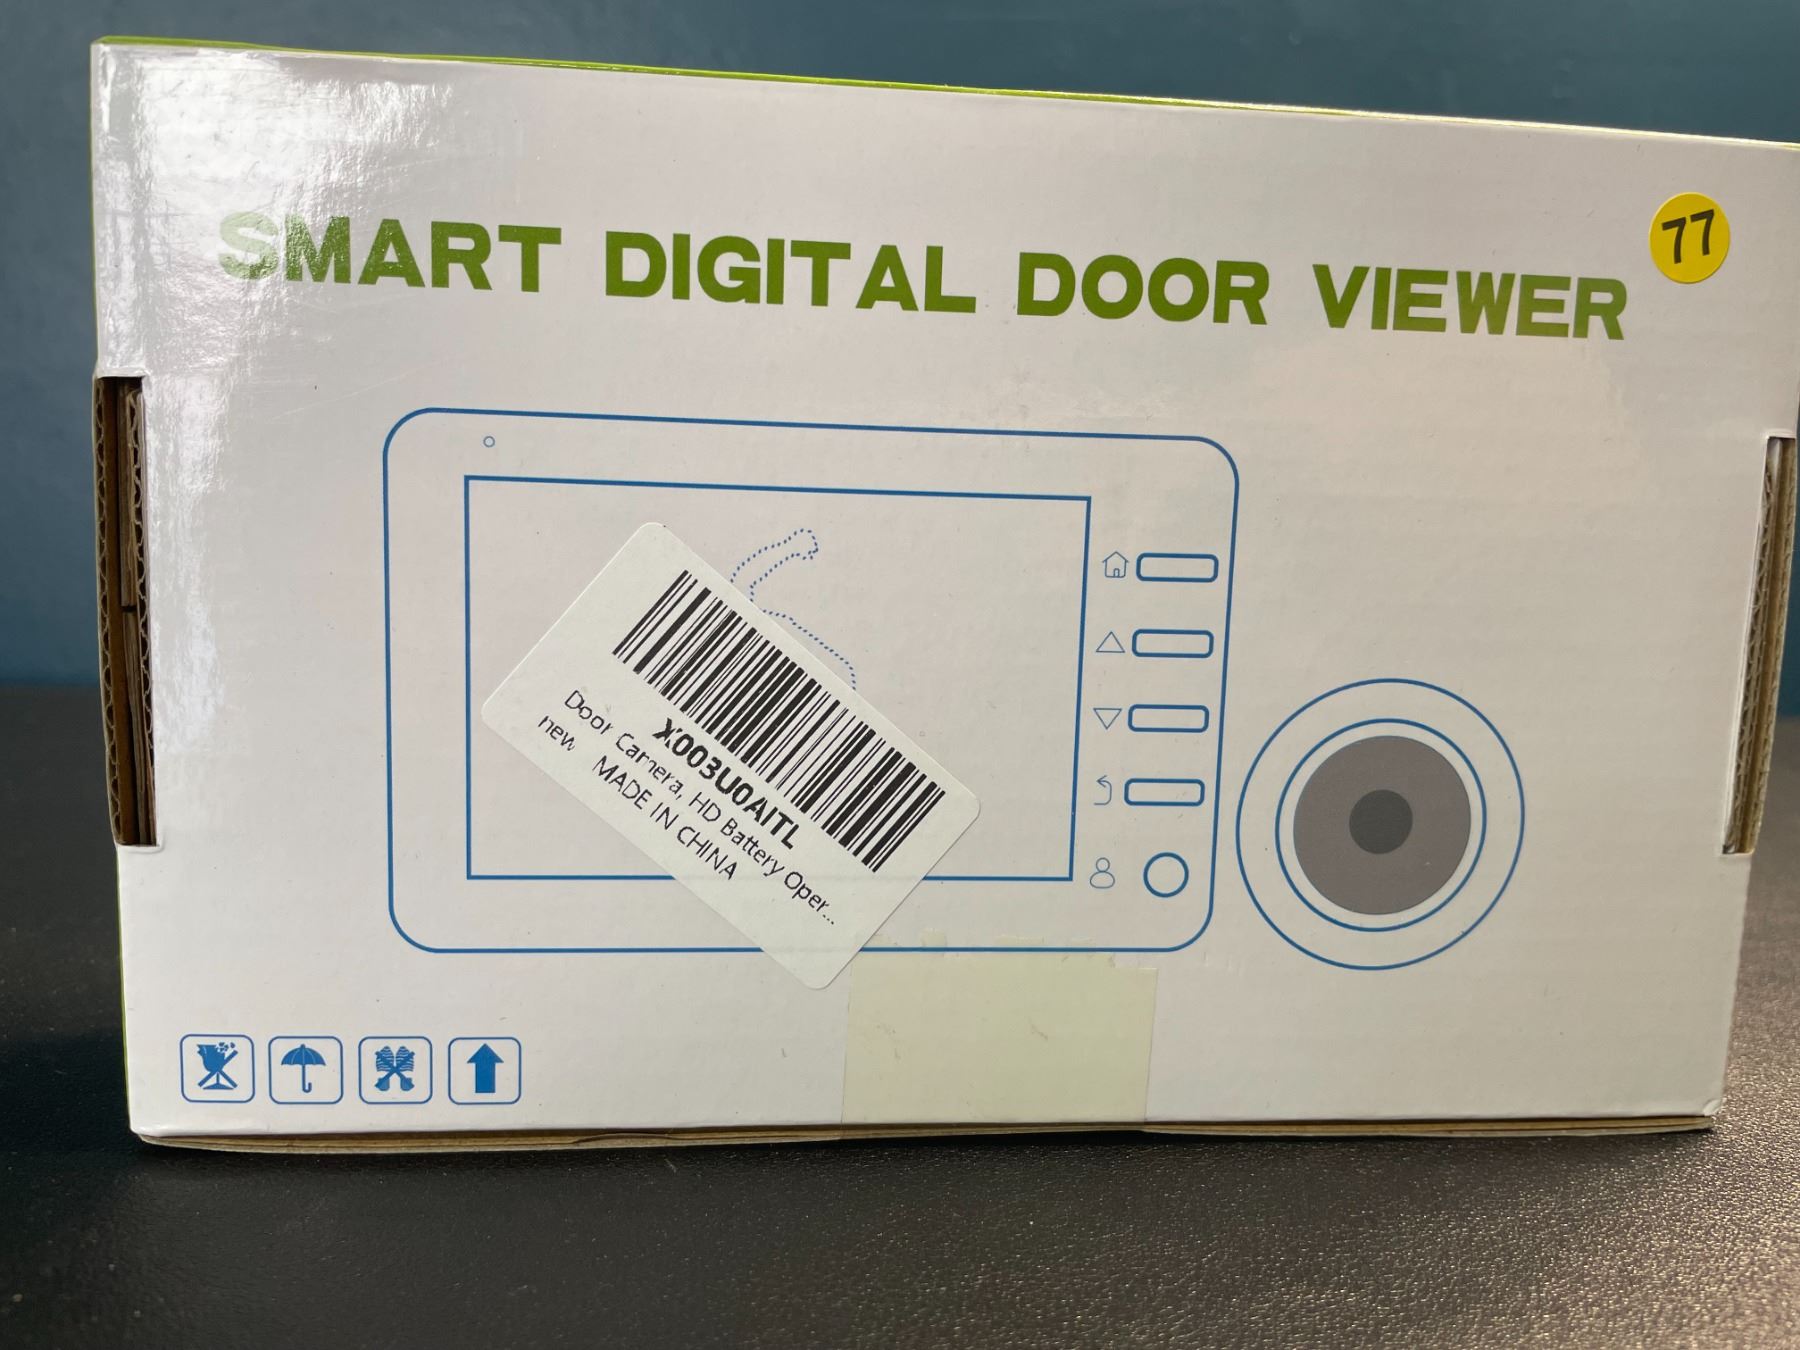 SMART DIGITAL DOOR VIEWER
77
X003U0AITL
Door Camera, HD Battery Oper...
new
MADE IN CHINA